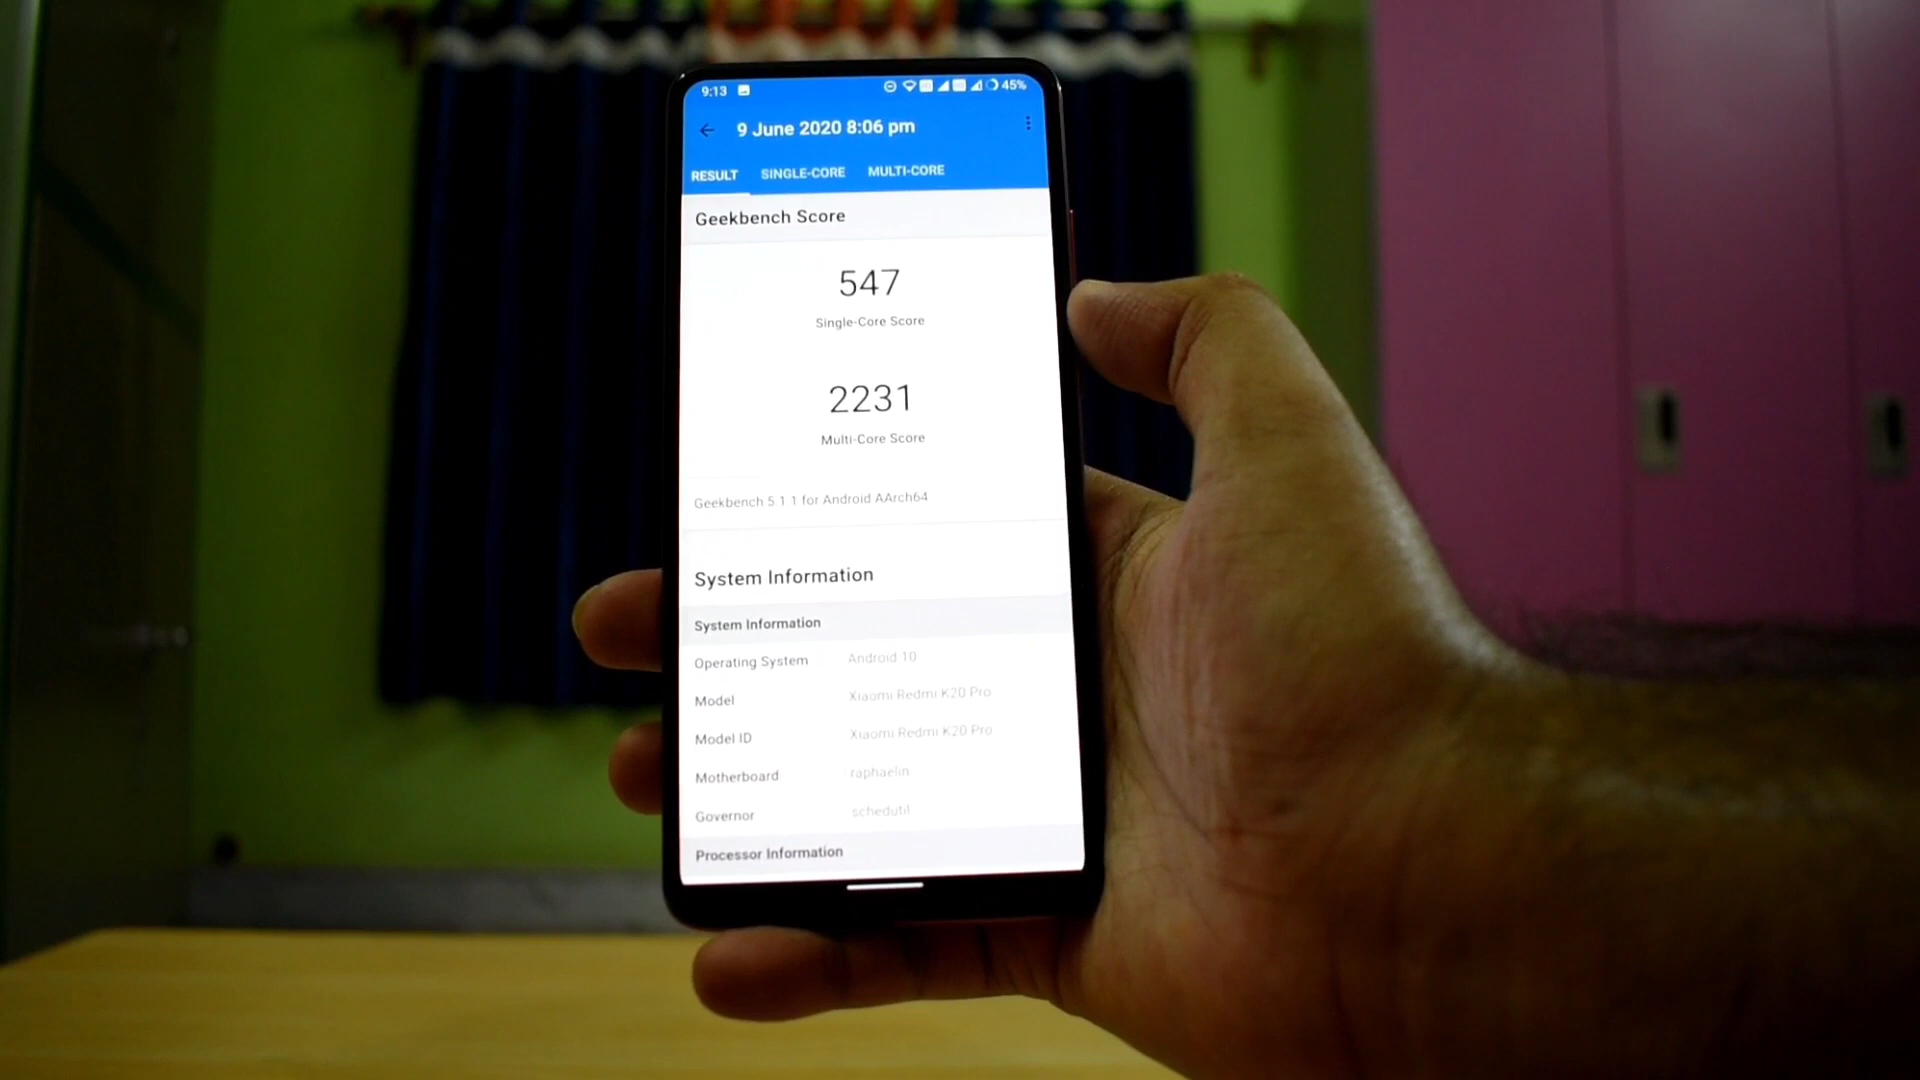 9:13 45%
9 June 2020 8:06 pm
RESULT SINGLE-CORE MULTI-CORE
Geekbench Score
547
Single-Core Score
2231
Multi-Core Score
Geekbench 5.1.1 for Android AArch64
System Information
System Information
Operating System Android 10
Model Xiaomi Redmi K20 Pro
Model ID Xiaomi Redmi K20 Pro
Motherboard raphaelin
Governor schedutil
Processor Information